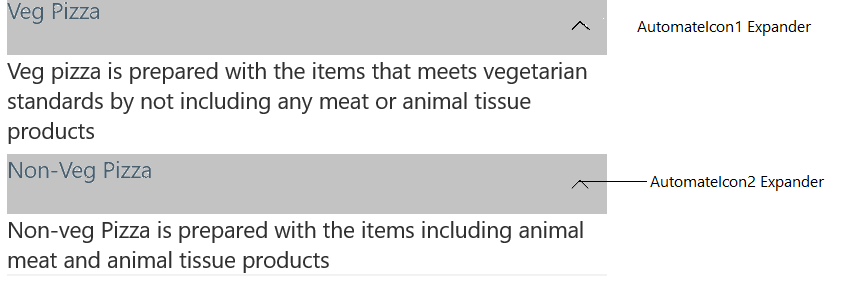 Veg Pizza
AutomateIcon1 Expander
Veg pizza is prepared with the items that meets vegetarian
standards by not including any meat or animal tissue
products
Non-Veg Pizza
AutomateIcon2 Expander
Non-veg Pizza is prepared with the items including animal
meat and animal tissue products